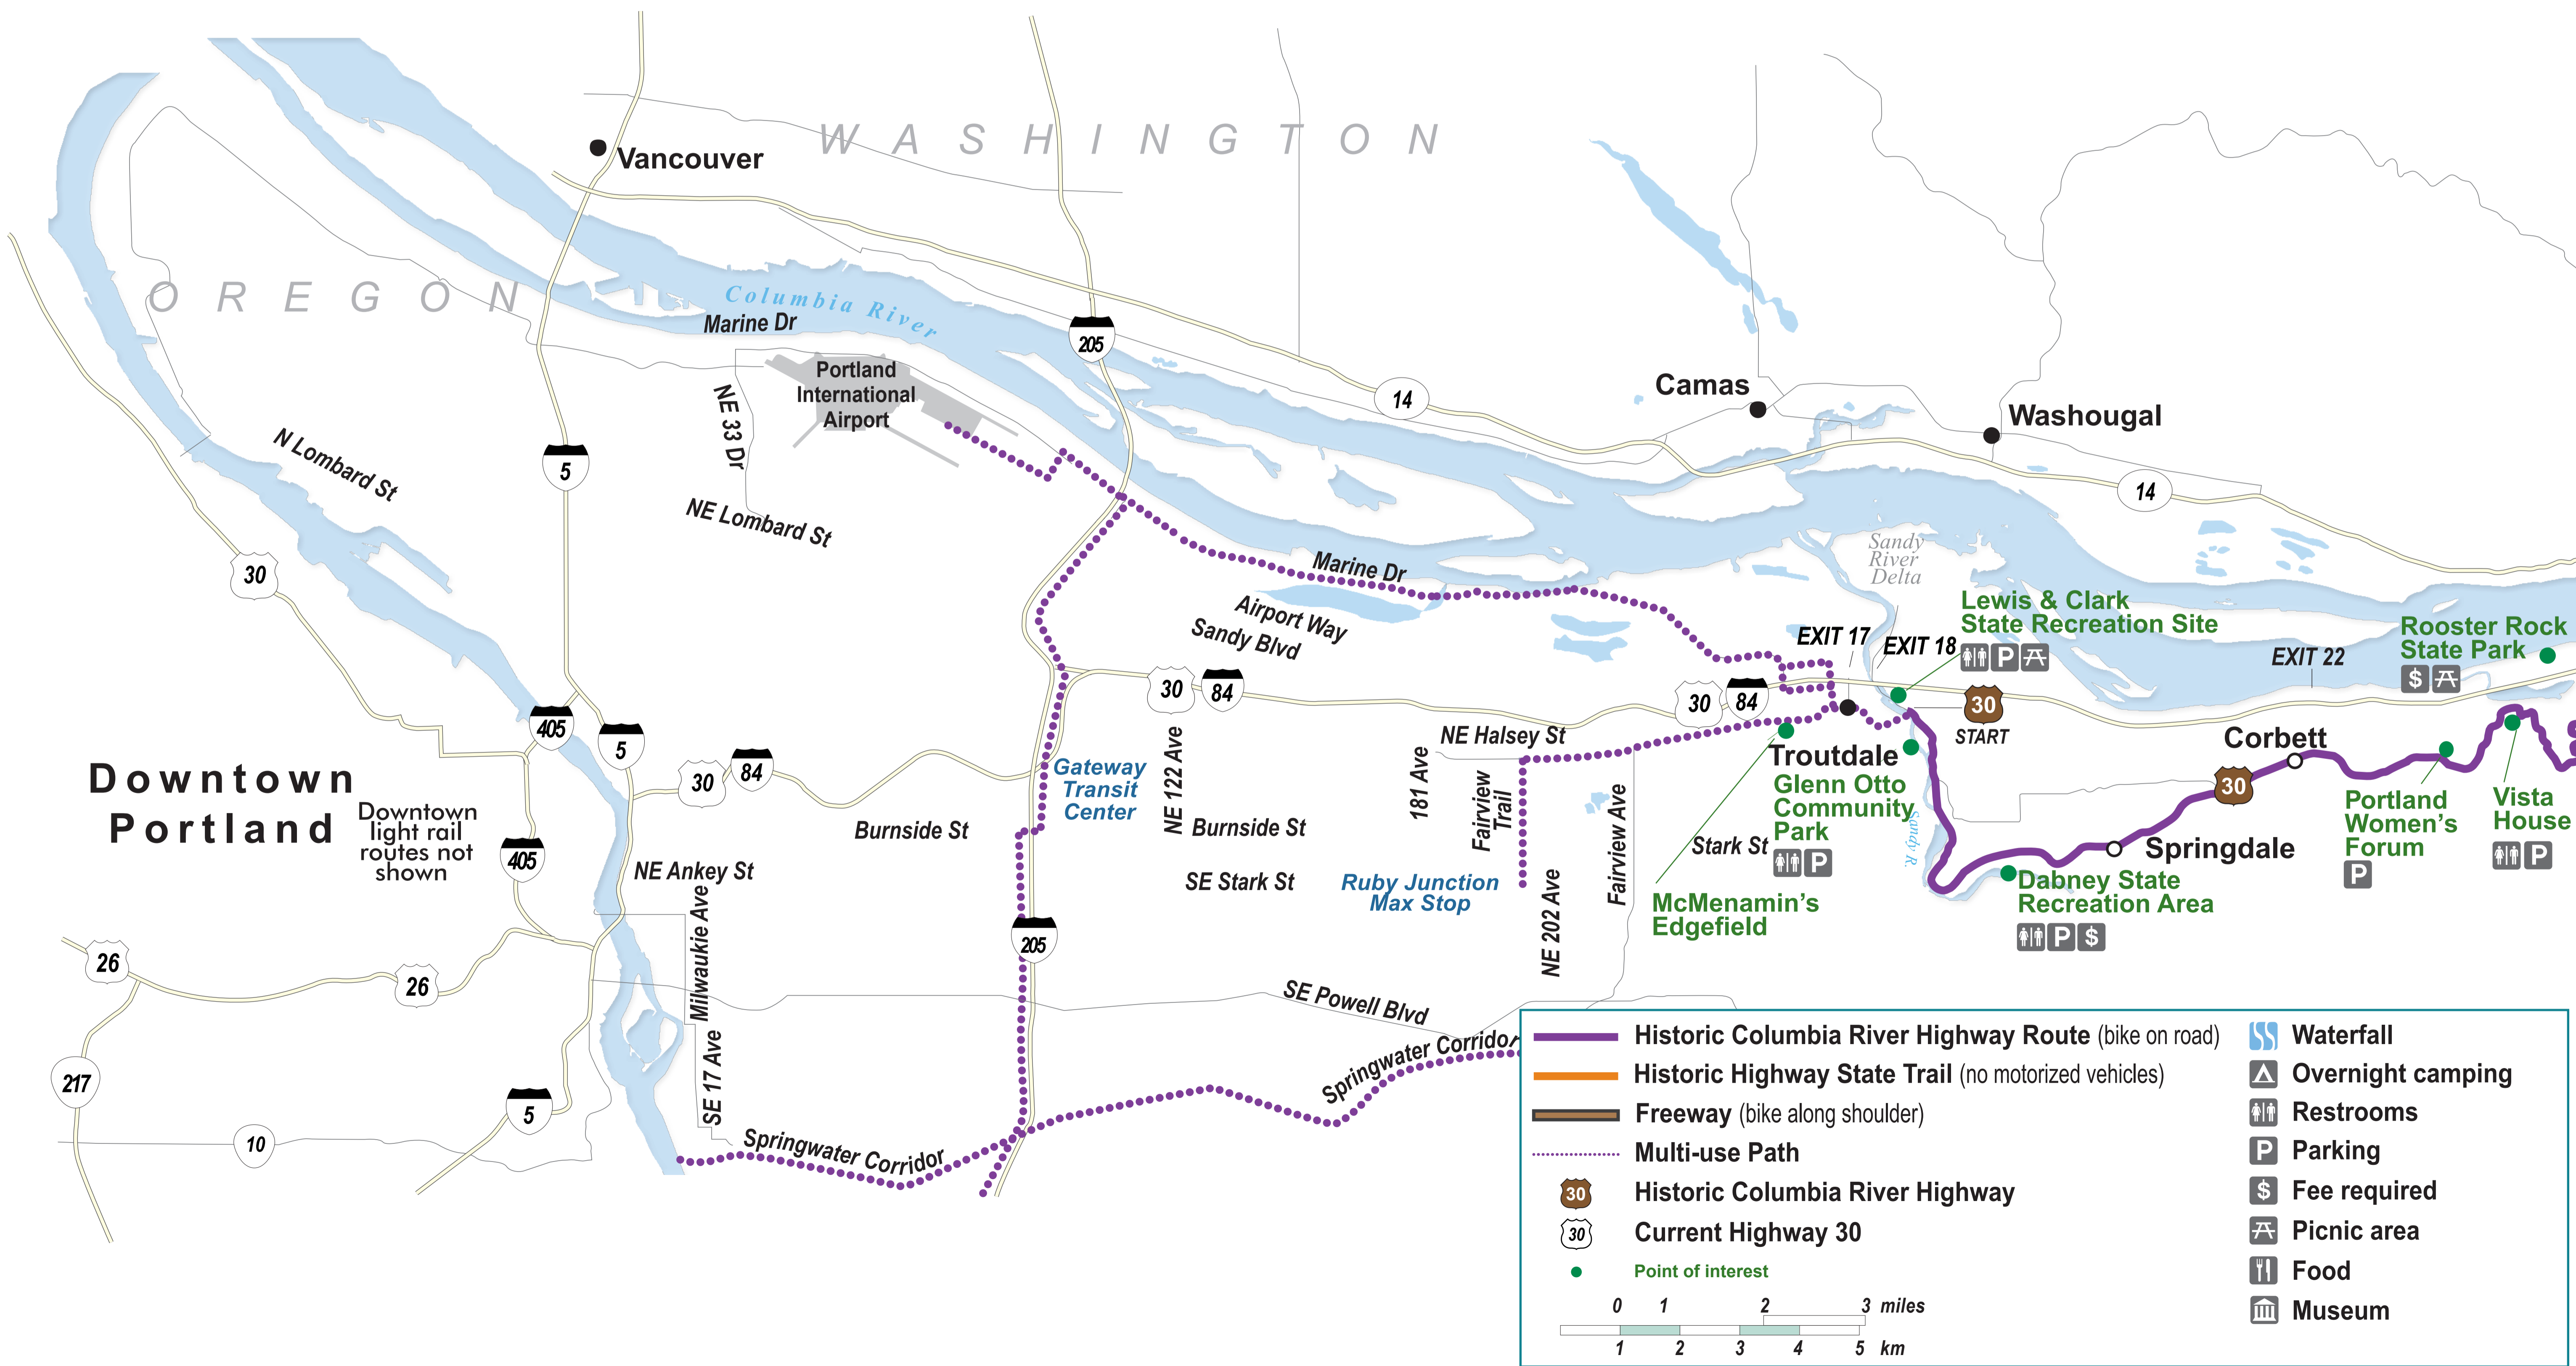 WASHINGTON
OREGON
Vancouver
Columbia River
Marine Dr
205
Portland
International
Airport
NE 33 Dr
14
Camas
Washougal
14
N Lombard St
5
NE Lombard St
30
Marine Dr
Sandy
River
Delta
Airport Way
Sandy Blvd
Lewis & Clark
State Recreation Site
P
EXIT 17
EXIT 18
Rooster Rock
State Park
$
EXIT 22
30
84
30
84
30
START
405
5
30
84
Downtown
Portland
Downtown
light rail
routes not
shown
405
Gateway
Transit
Center
NE 122 Ave
NE Halsey St
181 Ave
Fairview
Trail
Fairview Ave
Troutdale
Glenn Otto
Community
Park
P
Corbett
30
Portland
Women's
Forum
P
Vista
House
P
Burnside St
Burnside St
Stark St
Sandy R.
Springdale
NE Ankey St
SE Stark St
Ruby Junction
Max Stop
NE 202 Ave
McMenamin's
Edgefield
Dabney State
Recreation Area
P
$
Milwaukie Ave
205
26
26
SE Powell Blvd
217
10
5
SE 17 Ave
Springwater Corridor
Springwater Corridor
Historic Columbia River Highway Route (bike on road)
Historic Highway State Trail (no motorized vehicles)
Freeway (bike along shoulder)
Multi-use Path
30
Historic Columbia River Highway
30
Current Highway 30
Point of interest
0 1 2 3 miles
1 2 3 4 5 km
Waterfall
Overnight camping
Restrooms
P
Parking
$
Fee required
Picnic area
Food
Museum